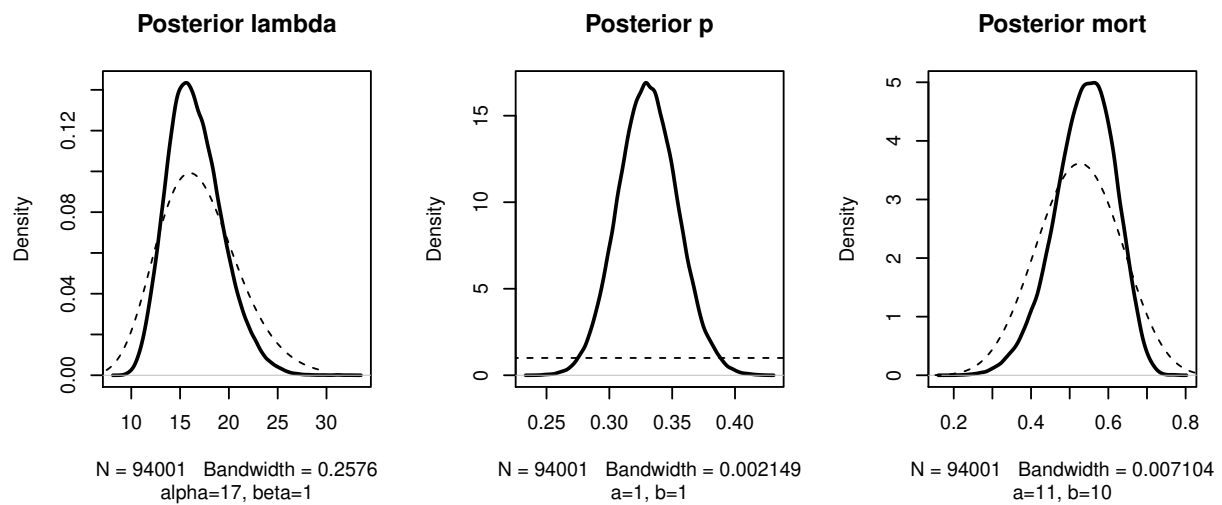 Posterior lambda
Density
0.00 0.04 0.08 0.12
10 15 20 25 30
N = 94001 Bandwidth = 0.2576
alpha=17, beta=1
Posterior p
Density
0 5 10 15
0.25 0.30 0.35 0.40
N = 94001 Bandwidth = 0.002149
a=1, b=1
Posterior mort
Density
0 1 2 3 4 5
0.2 0.4 0.6 0.8
N = 94001 Bandwidth = 0.007104
a=11, b=10